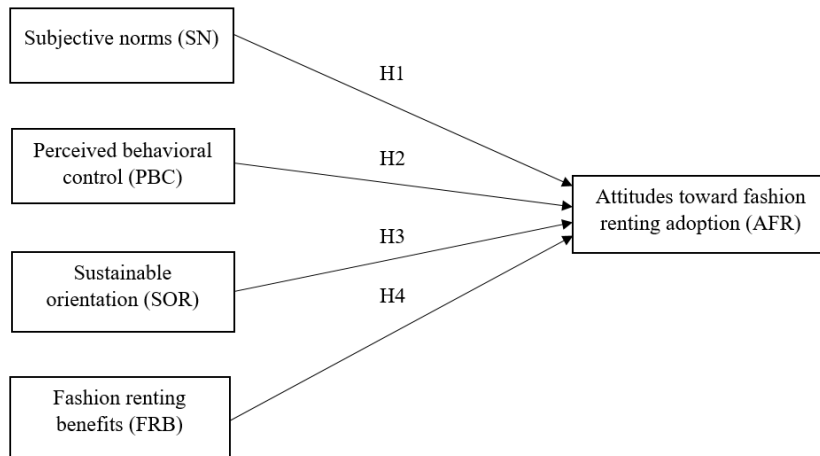 Subjective norms (SN)
H1
Perceived behavioral
control (PBC)
H2
Attitudes toward fashion
renting adoption (AFR)
H3
Sustainable
orientation (SOR)
H4
Fashion renting
benefits (FRB)